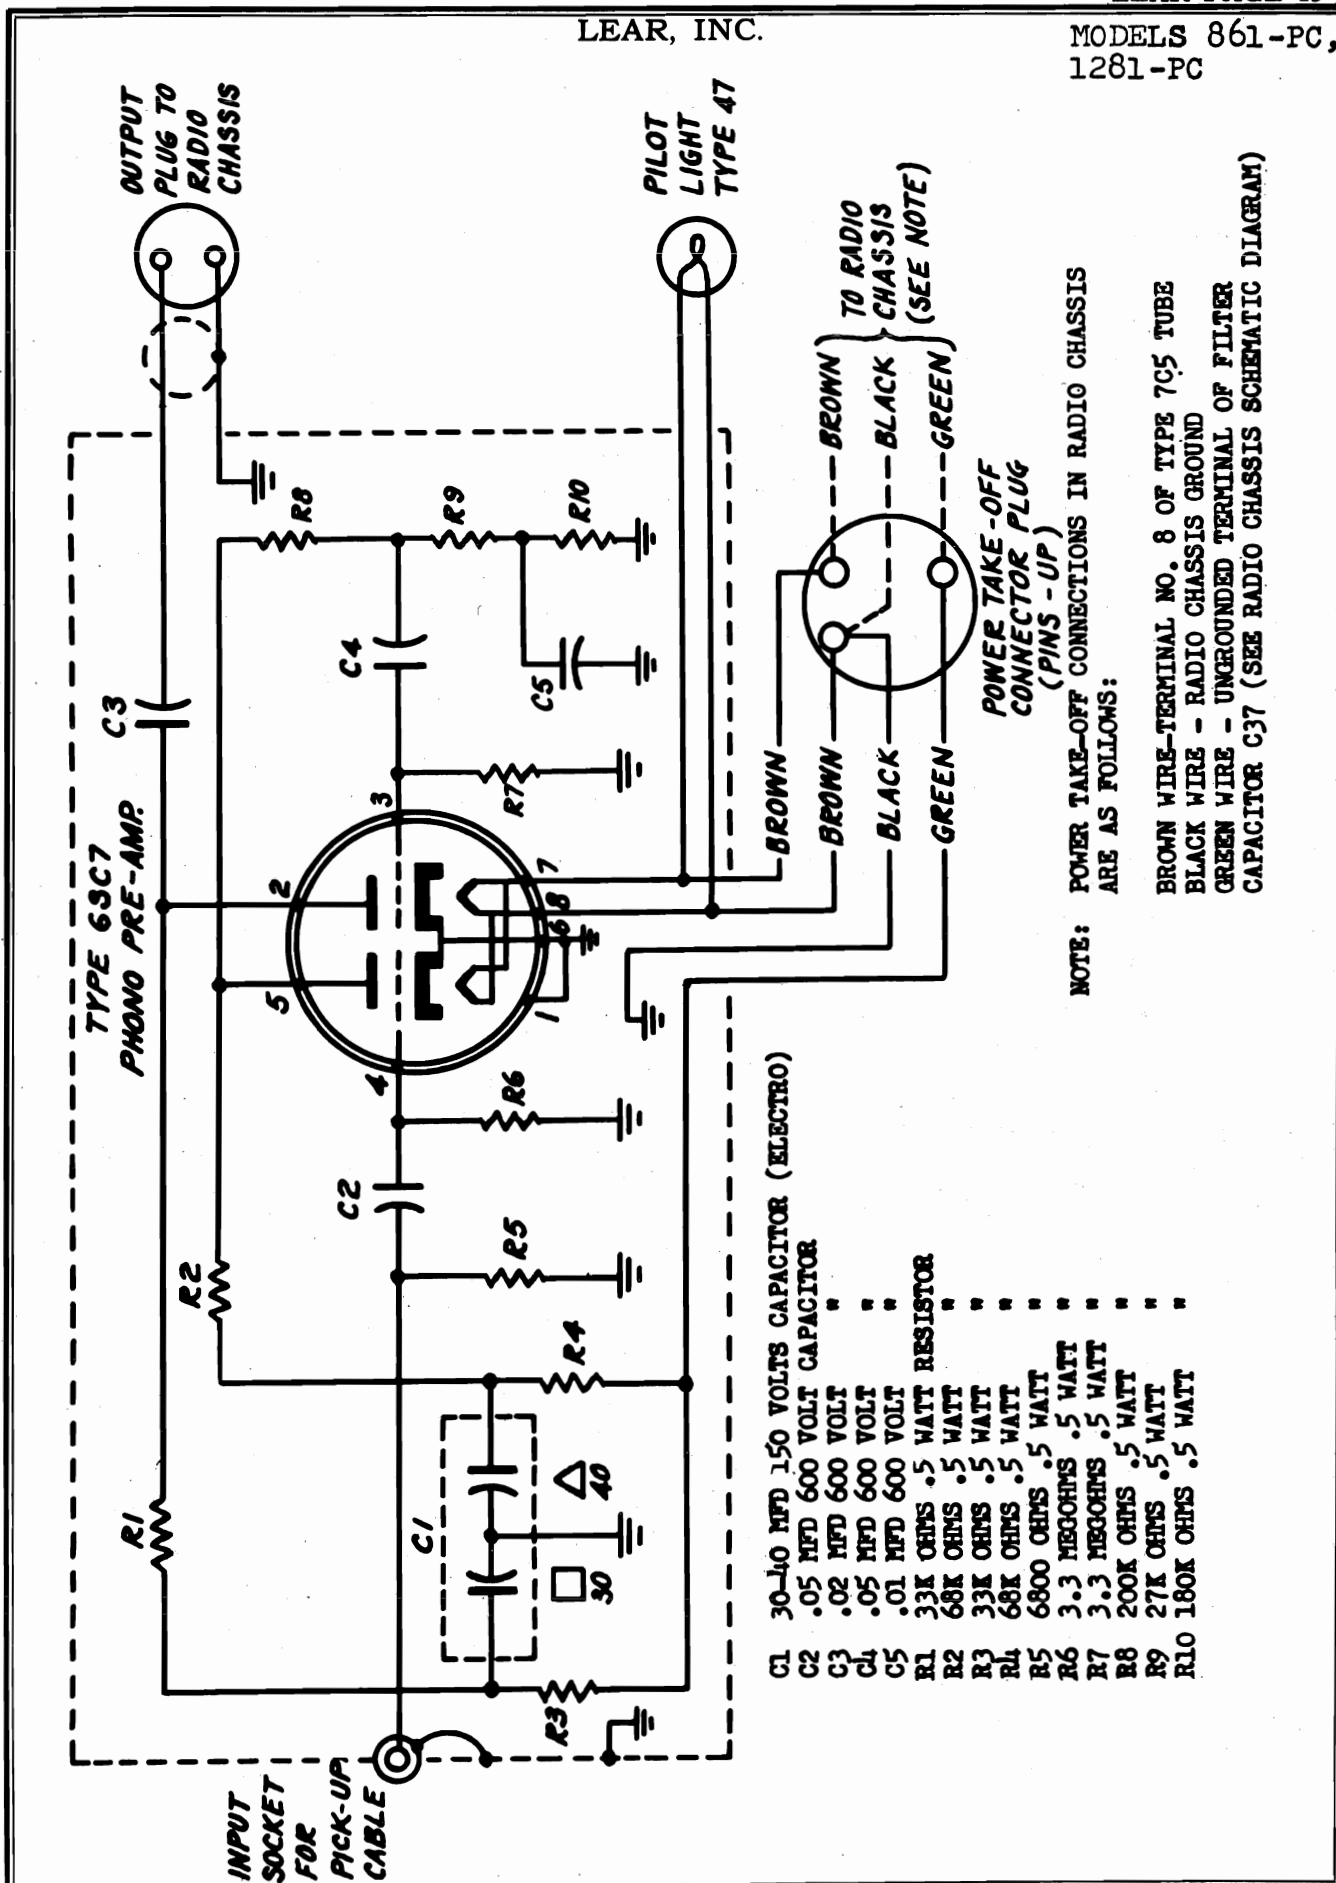 LEAR, INC.
MODELS 861-PC,
1281-PC
OUTPUT
PLUG TO
RADIO
CHASSIS
PILOT
LIGHT
TYPE 47
TYPE 6SC7
PHONO PRE-AMP.
C3
R8
R9
R10
C4
C5
R7
2
5
3
4
7
8
6
1
R6
C2
R5
R2
R1
R4
C1
40
30
R3
INPUT
SOCKET
FOR
PICK-UP
CABLE
BROWN
BROWN
BLACK
GREEN
BROWN
BLACK
GREEN
TO RADIO
CHASSIS
(SEE NOTE)
POWER TAKE-OFF
CONNECTOR PLUG
(PINS-UP)
NOTE: POWER TAKE-OFF CONNECTIONS IN RADIO CHASSIS
ARE AS FOLLOWS:
BROWN WIRE-TERMINAL NO. 8 OF TYPE 7C5 TUBE
BLACK WIRE - RADIO CHASSIS GROUND
GREEN WIRE - UNGROUNDED TERMINAL OF FILTER
CAPACITOR C37 (SEE RADIO CHASSIS SCHEMATIC DIAGRAM)
C1 30-40 MFD 150 VOLTS CAPACITOR (ELECTRO)
C2 .05 MFD 600 VOLT CAPACITOR
C3 .02 MFD 600 VOLT "
C4 .05 MFD 600 VOLT "
C5 .01 MFD 600 VOLT "
R1 33K OHMS .5 WATT RESISTOR
R2 68K OHMS .5 WATT "
R3 33K OHMS .5 WATT "
R4 68K OHMS .5 WATT "
R5 6800 OHMS .5 WATT "
R6 3.3 MEGOHMS .5 WATT "
R7 3.3 MEGOHMS .5 WATT "
R8 200K OHMS .5 WATT "
R9 27K OHMS .5 WATT "
R10 180K OHMS .5 WATT "